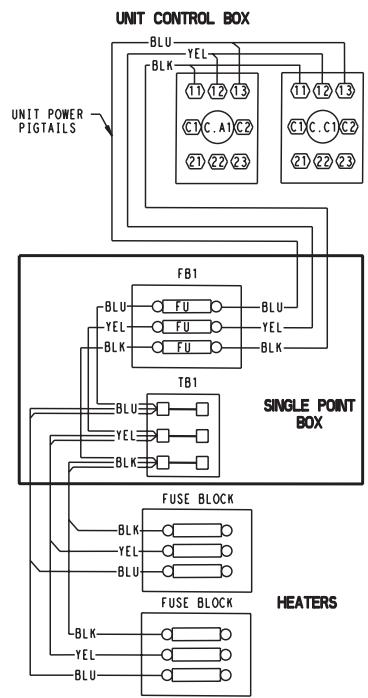 UNIT CONTROL BOX
BLU
YEL
BLK
11 12 13
11 12 13
UNIT POWER
PIGTAILS
C1 C.A1 C2
C1 C.C1 C2
21 22 23
21 22 23
FB1
BLU FU BLU
YEL FU YEL
BLK FU BLK
TB1
BLU
YEL
BLK
SINGLE POINT
BOX
FUSE BLOCK
BLK
YEL
BLU
FUSE BLOCK
HEATERS
BLK
YEL
BLU